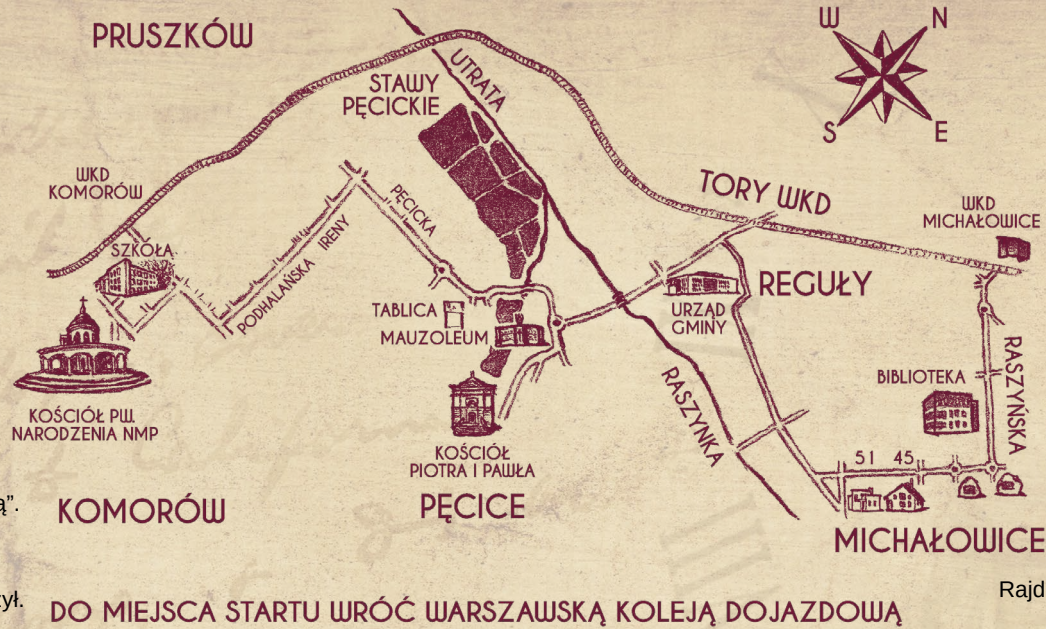 PRUSZKÓW
W N
S E
UTRATA
STAWY
PĘCICKIE
WKD
KOMORÓW
TORY WKD
WKD
MICHAŁOWICE
PĘCICKA
SZKOŁA
PODHALAŃSKA IRENY
REGUŁY
TABLICA
MAUZOLEUM
URZĄD
GMINY
RASZYŃSKA
RASZYNKA
BIBLIOTEKA
KOŚCIÓŁ P.W.
NARODZENIA NMP
KOŚCIÓŁ
PIOTRA I PAWŁA
51 45
ą”.
KOMORÓW
PĘCICE
MICHAŁOWICE
Rajd
ył.
DO MIEJSCA STARTU WRÓĆ WARSZAWSKĄ KOLEJĄ DOJAZDOWĄ